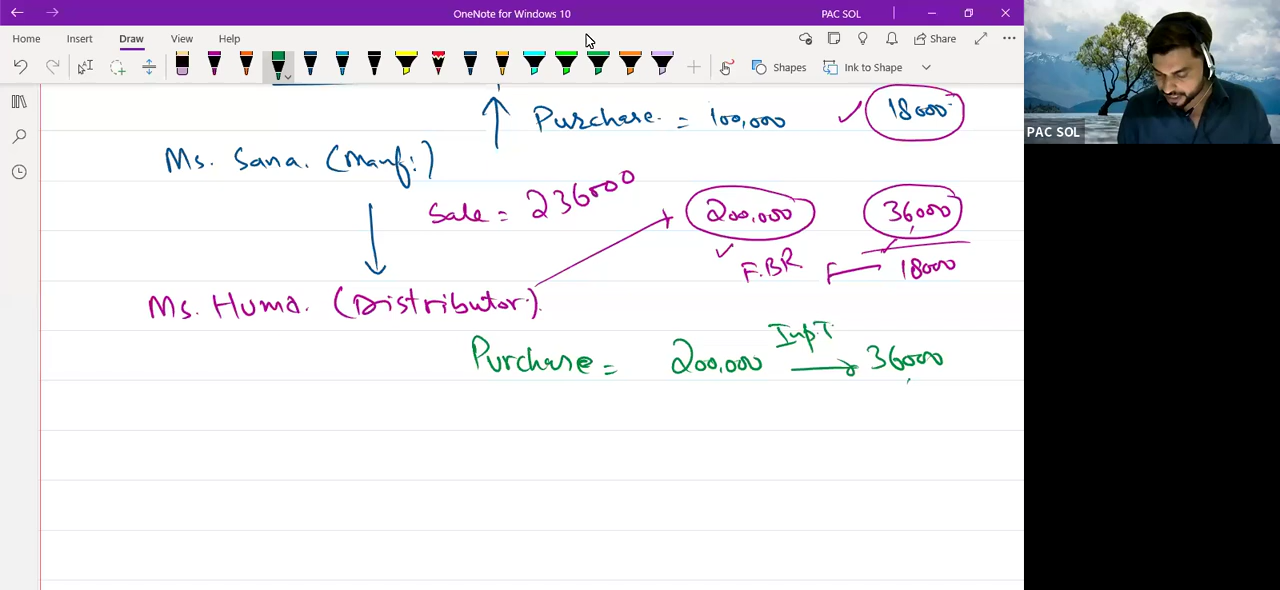 OneNote for Windows 10
PAC SOL
Home Insert Draw View Help
Share
Shapes
Ink to Shape
Purchase. = 100,000 18000
Ms. Sana. (Manf:)
Sale = 236000 200,000 36000
F.BR. 18000
Ms. Huma. (Distributor).
Inp.T.
Purchase = 200,000 36000
PAC SOL